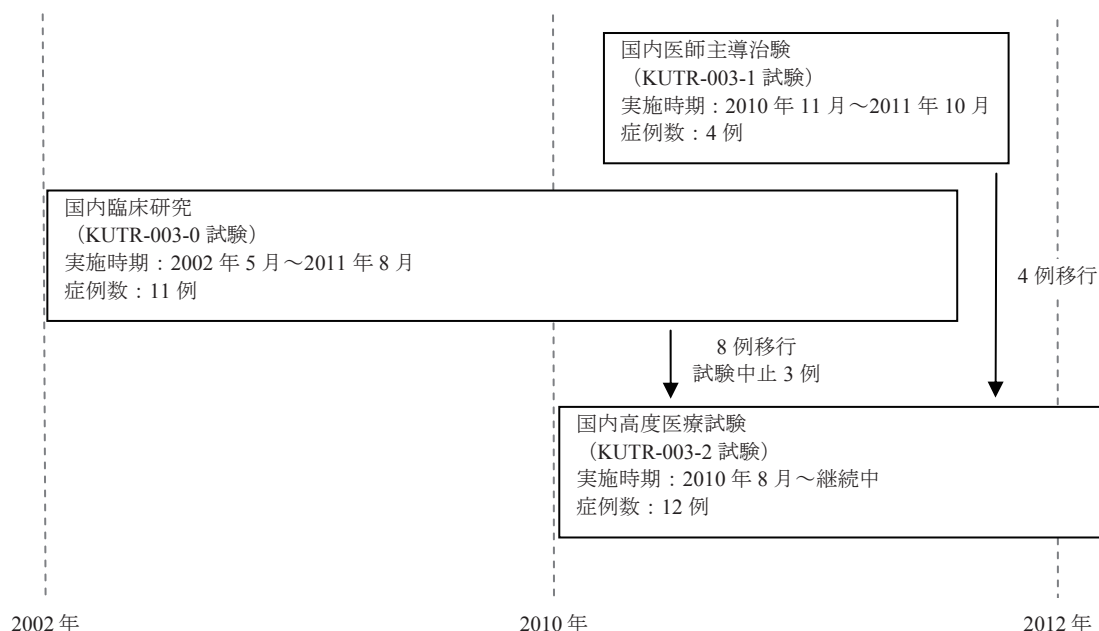 国内医師主導治験
（KUTR-003-1 試験）
実施時期：2010 年 11 月～2011 年 10 月
症例数：4 例
国内臨床研究
（KUTR-003-0 試験）
実施時期：2002 年 5 月～2011 年 8 月
症例数：11 例
4 例移行
8 例移行
試験中止 3 例
国内高度医療試験
（KUTR-003-2 試験）
実施時期：2010 年 8 月～継続中
症例数：12 例
2002 年
2010 年
2012 年